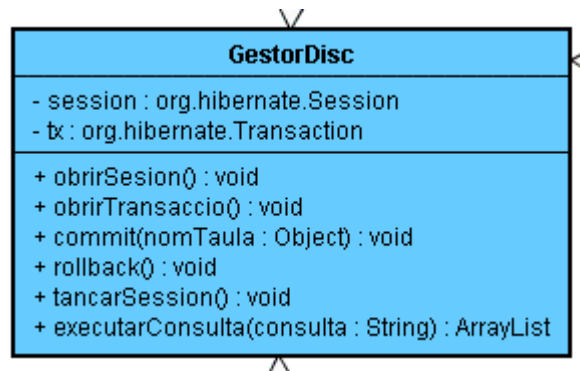 GestorDisc
- session : org.hibernate.Session
- tx : org.hibernate.Transaction
+ obrirSesion() : void
+ obrirTransaccio() : void
+ commit(nomTaula : Object) : void
+ rollback() : void
+ tancarSession() : void
+ executarConsulta(consulta : String) : ArrayList